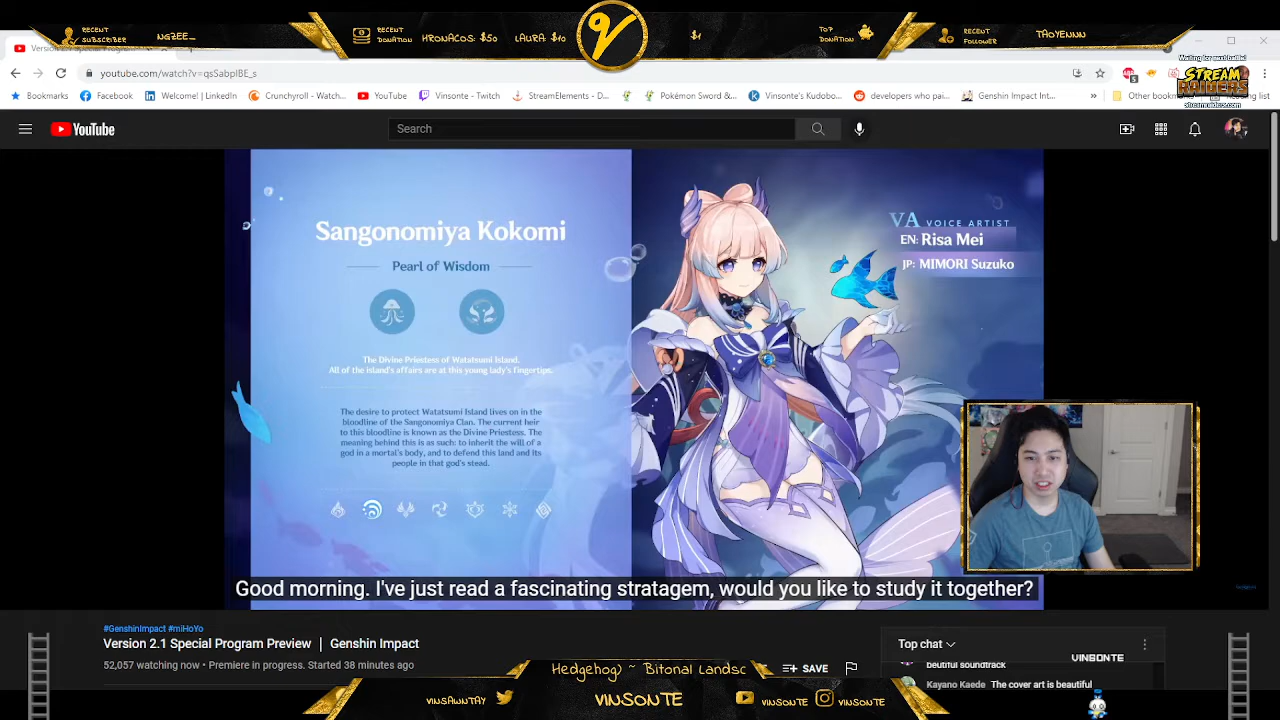 RECENT SUBSCRIBER
NGZEE_
RECENT DONATION
KRONACOS: $50
LAURA: $10
$1
TOP DONATION
RECENT FOLLOWER
TAOYENNN
youtube.com/watch?v=qsSabpIBE_s
Waiting for next battle!
STREAM RAIDERS
Bookmarks
Facebook
Welcome! | LinkedIn
Crunchyroll - Watch...
YouTube
Vinsonte - Twitch
StreamElements - D...
Pokémon Sword &...
Vinsonte's Kudobo...
developers who pai...
Genshin Impact Int...
»
YouTube
Search
Sangonomiya Kokomi
Pearl of Wisdom
The Divine Priestess of Watatsumi Island.
All of the island's affairs are at this young lady's fingertips.
The desire to protect Watatsumi Island lives on in the
bloodline of the Sangonomiya Clan. The current heir
to this bloodline is known as the Divine Priestess. The
meaning behind this is as such: to inherit the will of a
god in a mortal's body, and to defend this land and its
people in that god's stead.
VA VOICE ARTIST
EN: Risa Mei
JP: MIMORI Suzuko
Good morning. I've just read a fascinating stratagem, would you like to study it together?
#GenshinImpact #miHoYo
Version 2.1 Special Program Preview | Genshin Impact
52,057 watching now • Premiere in progress. Started 38 minutes ago
SAVE
Top chat
VINSONTE
beutiful soundtrack
Kayano Kaede The cover art is beautiful
Hedgehog) ~ Bitonal Landsc
VINSAWNTAY
VINSONTE
VINSONTE
VINSONTE